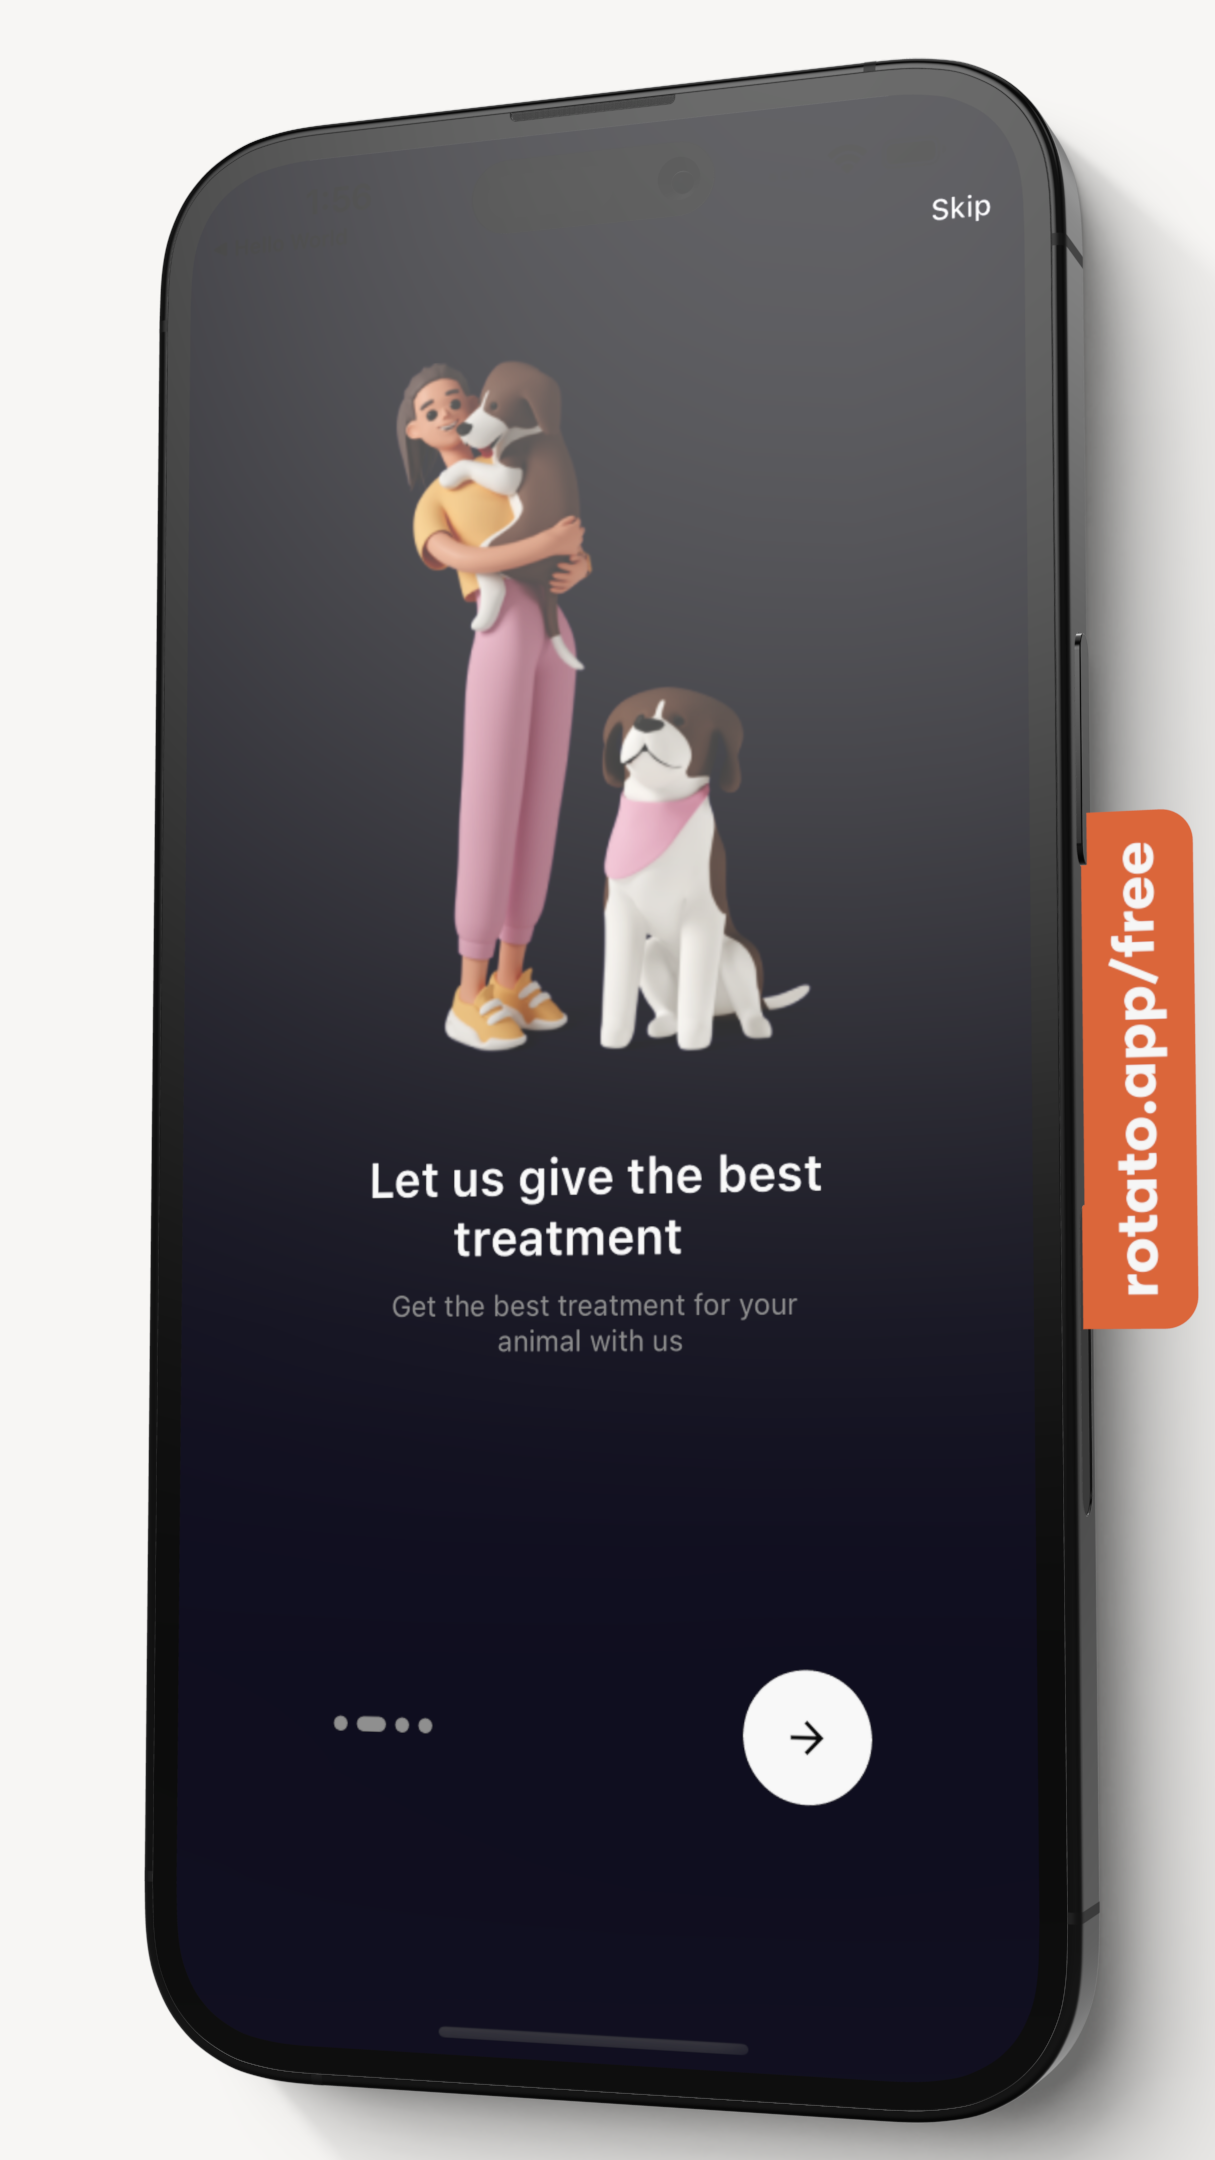 Skip
Let us give the best
treatment
Get the best treatment for your
animal with us
rotato.app/free